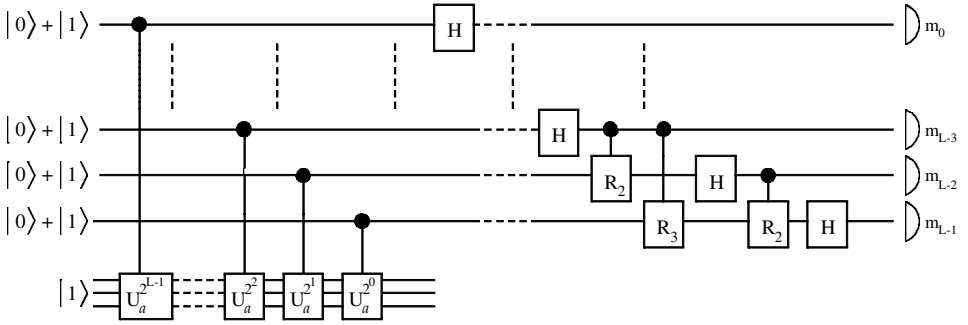 |0⟩+|1⟩ H m₀
|0⟩+|1⟩ H m_{L-3}
|0⟩+|1⟩ R₂ H m_{L-2}
|0⟩+|1⟩ R₃ R₂ H m_{L-1}
|1⟩ U_a^{2^{L-1}} U_a^{2^2} U_a^{2^1} U_a^{2^0}